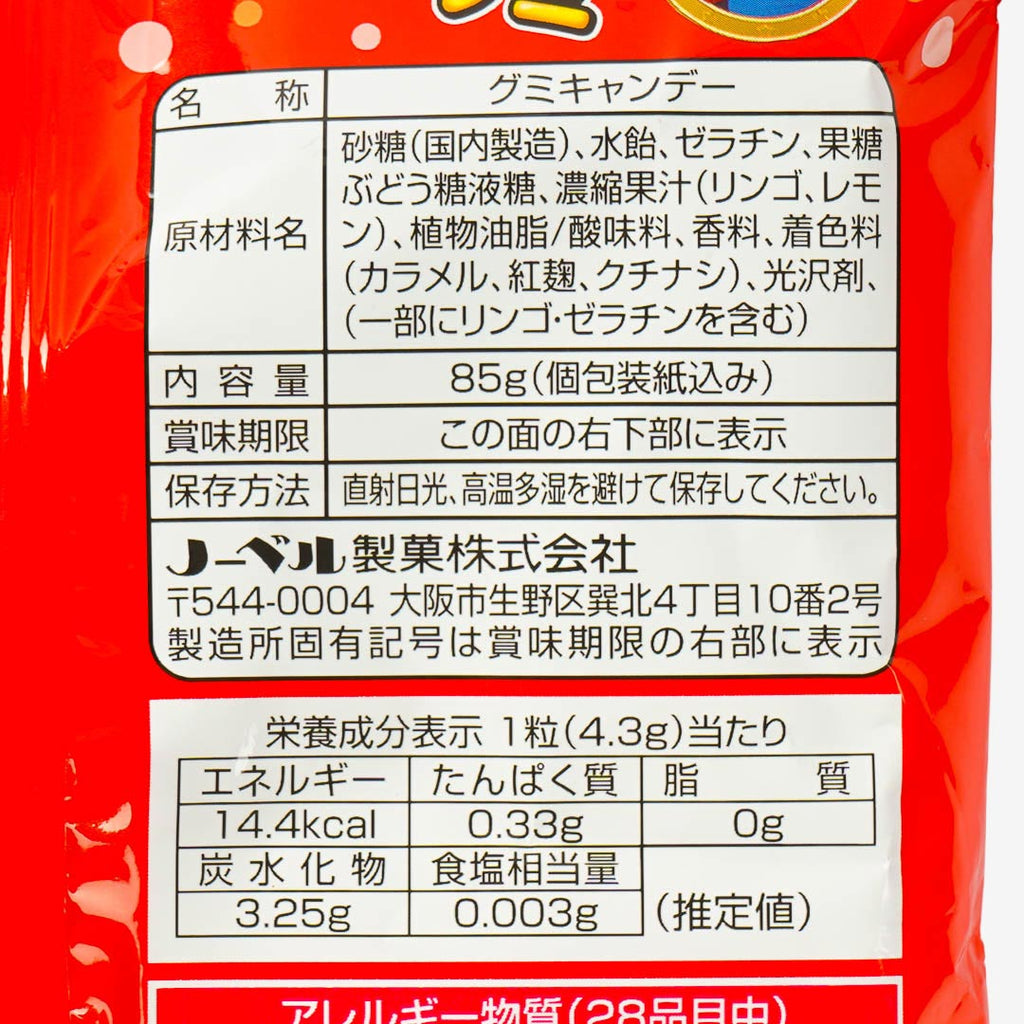 名 称 グミキャンデー
原材料名
砂糖(国内製造)、水飴、ゼラチン、果糖
ぶどう糖液糖、濃縮果汁(リンゴ、レモ
ン)、植物油脂/酸味料、香料、着色料
(カラメル、紅麹、クチナシ)、光沢剤、
(一部にリンゴ・ゼラチンを含む)
内容量 85g(個包装紙込み)
賞味期限 この面の右下部に表示
保存方法 直射日光、高温多湿を避けて保存してください。
ノーベル製菓株式会社
〒544-0004 大阪市生野区巽北4丁目10番2号
製造所固有記号は賞味期限の右部に表示
栄養成分表示 1粒(4.3g)当たり
エネルギー たんぱく質 脂質
14.4kcal 0.33g 0g
炭水化物 食塩相当量
3.25g 0.003g (推定値)
アレルギー物質(28品目中)